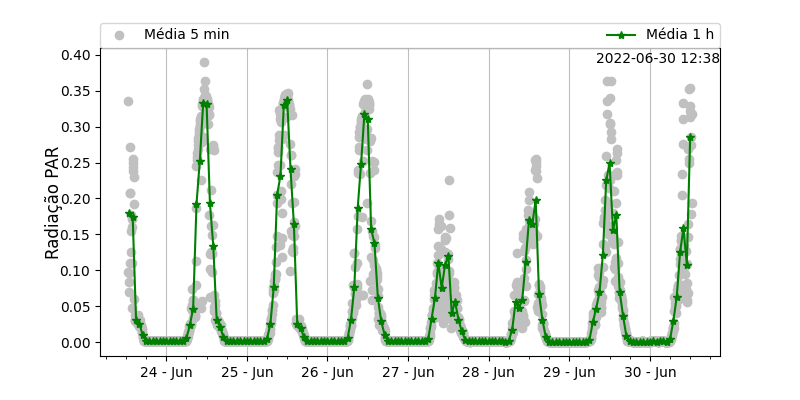 Média 5 min
Média 1 h
2022-06-30 12:38
0.40
0.35
0.30
0.25
0.20
0.15
0.10
0.05
0.00
Radiação PAR
24 - Jun
25 - Jun
26 - Jun
27 - Jun
28 - Jun
29 - Jun
30 - Jun